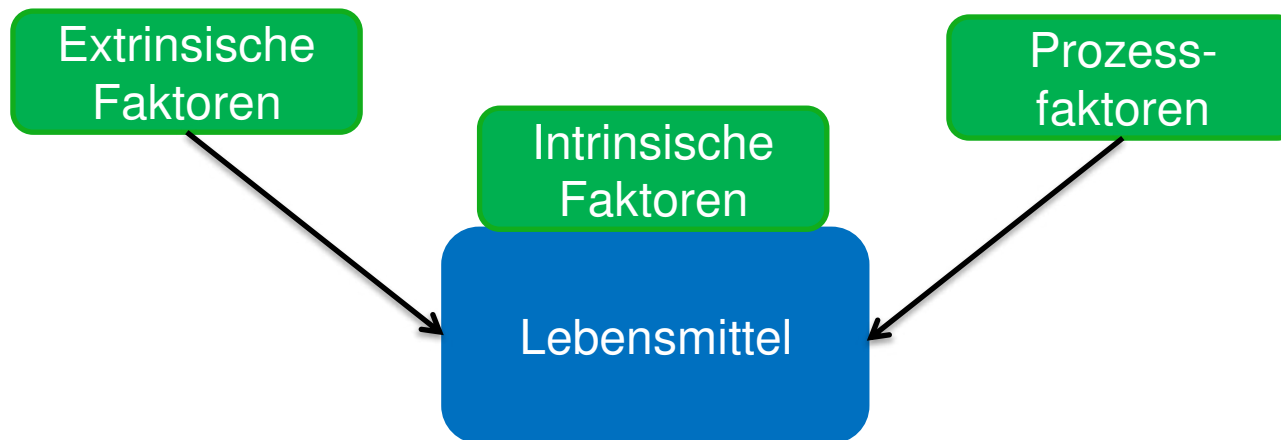 Extrinsische
Faktoren
Prozess-
faktoren
Intrinsische
Faktoren
Lebensmittel